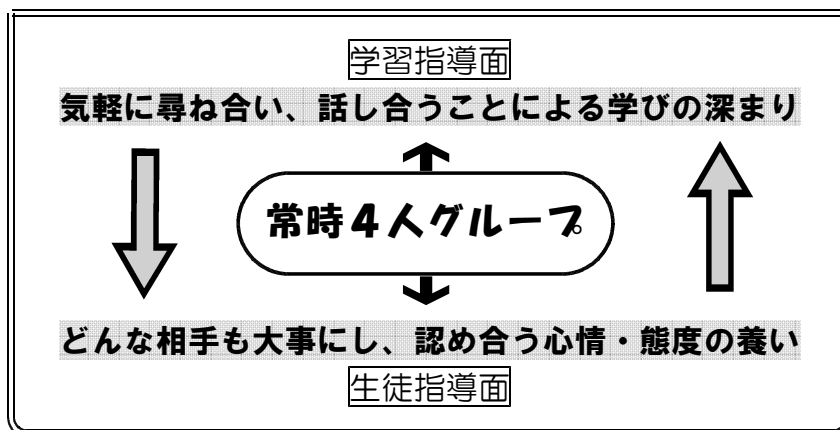 学習指導面
気軽に尋ね合い、話し合うことによる学びの深まり
常時4人グループ
どんな相手も大事にし、認め合う心情・態度の養い
生徒指導面